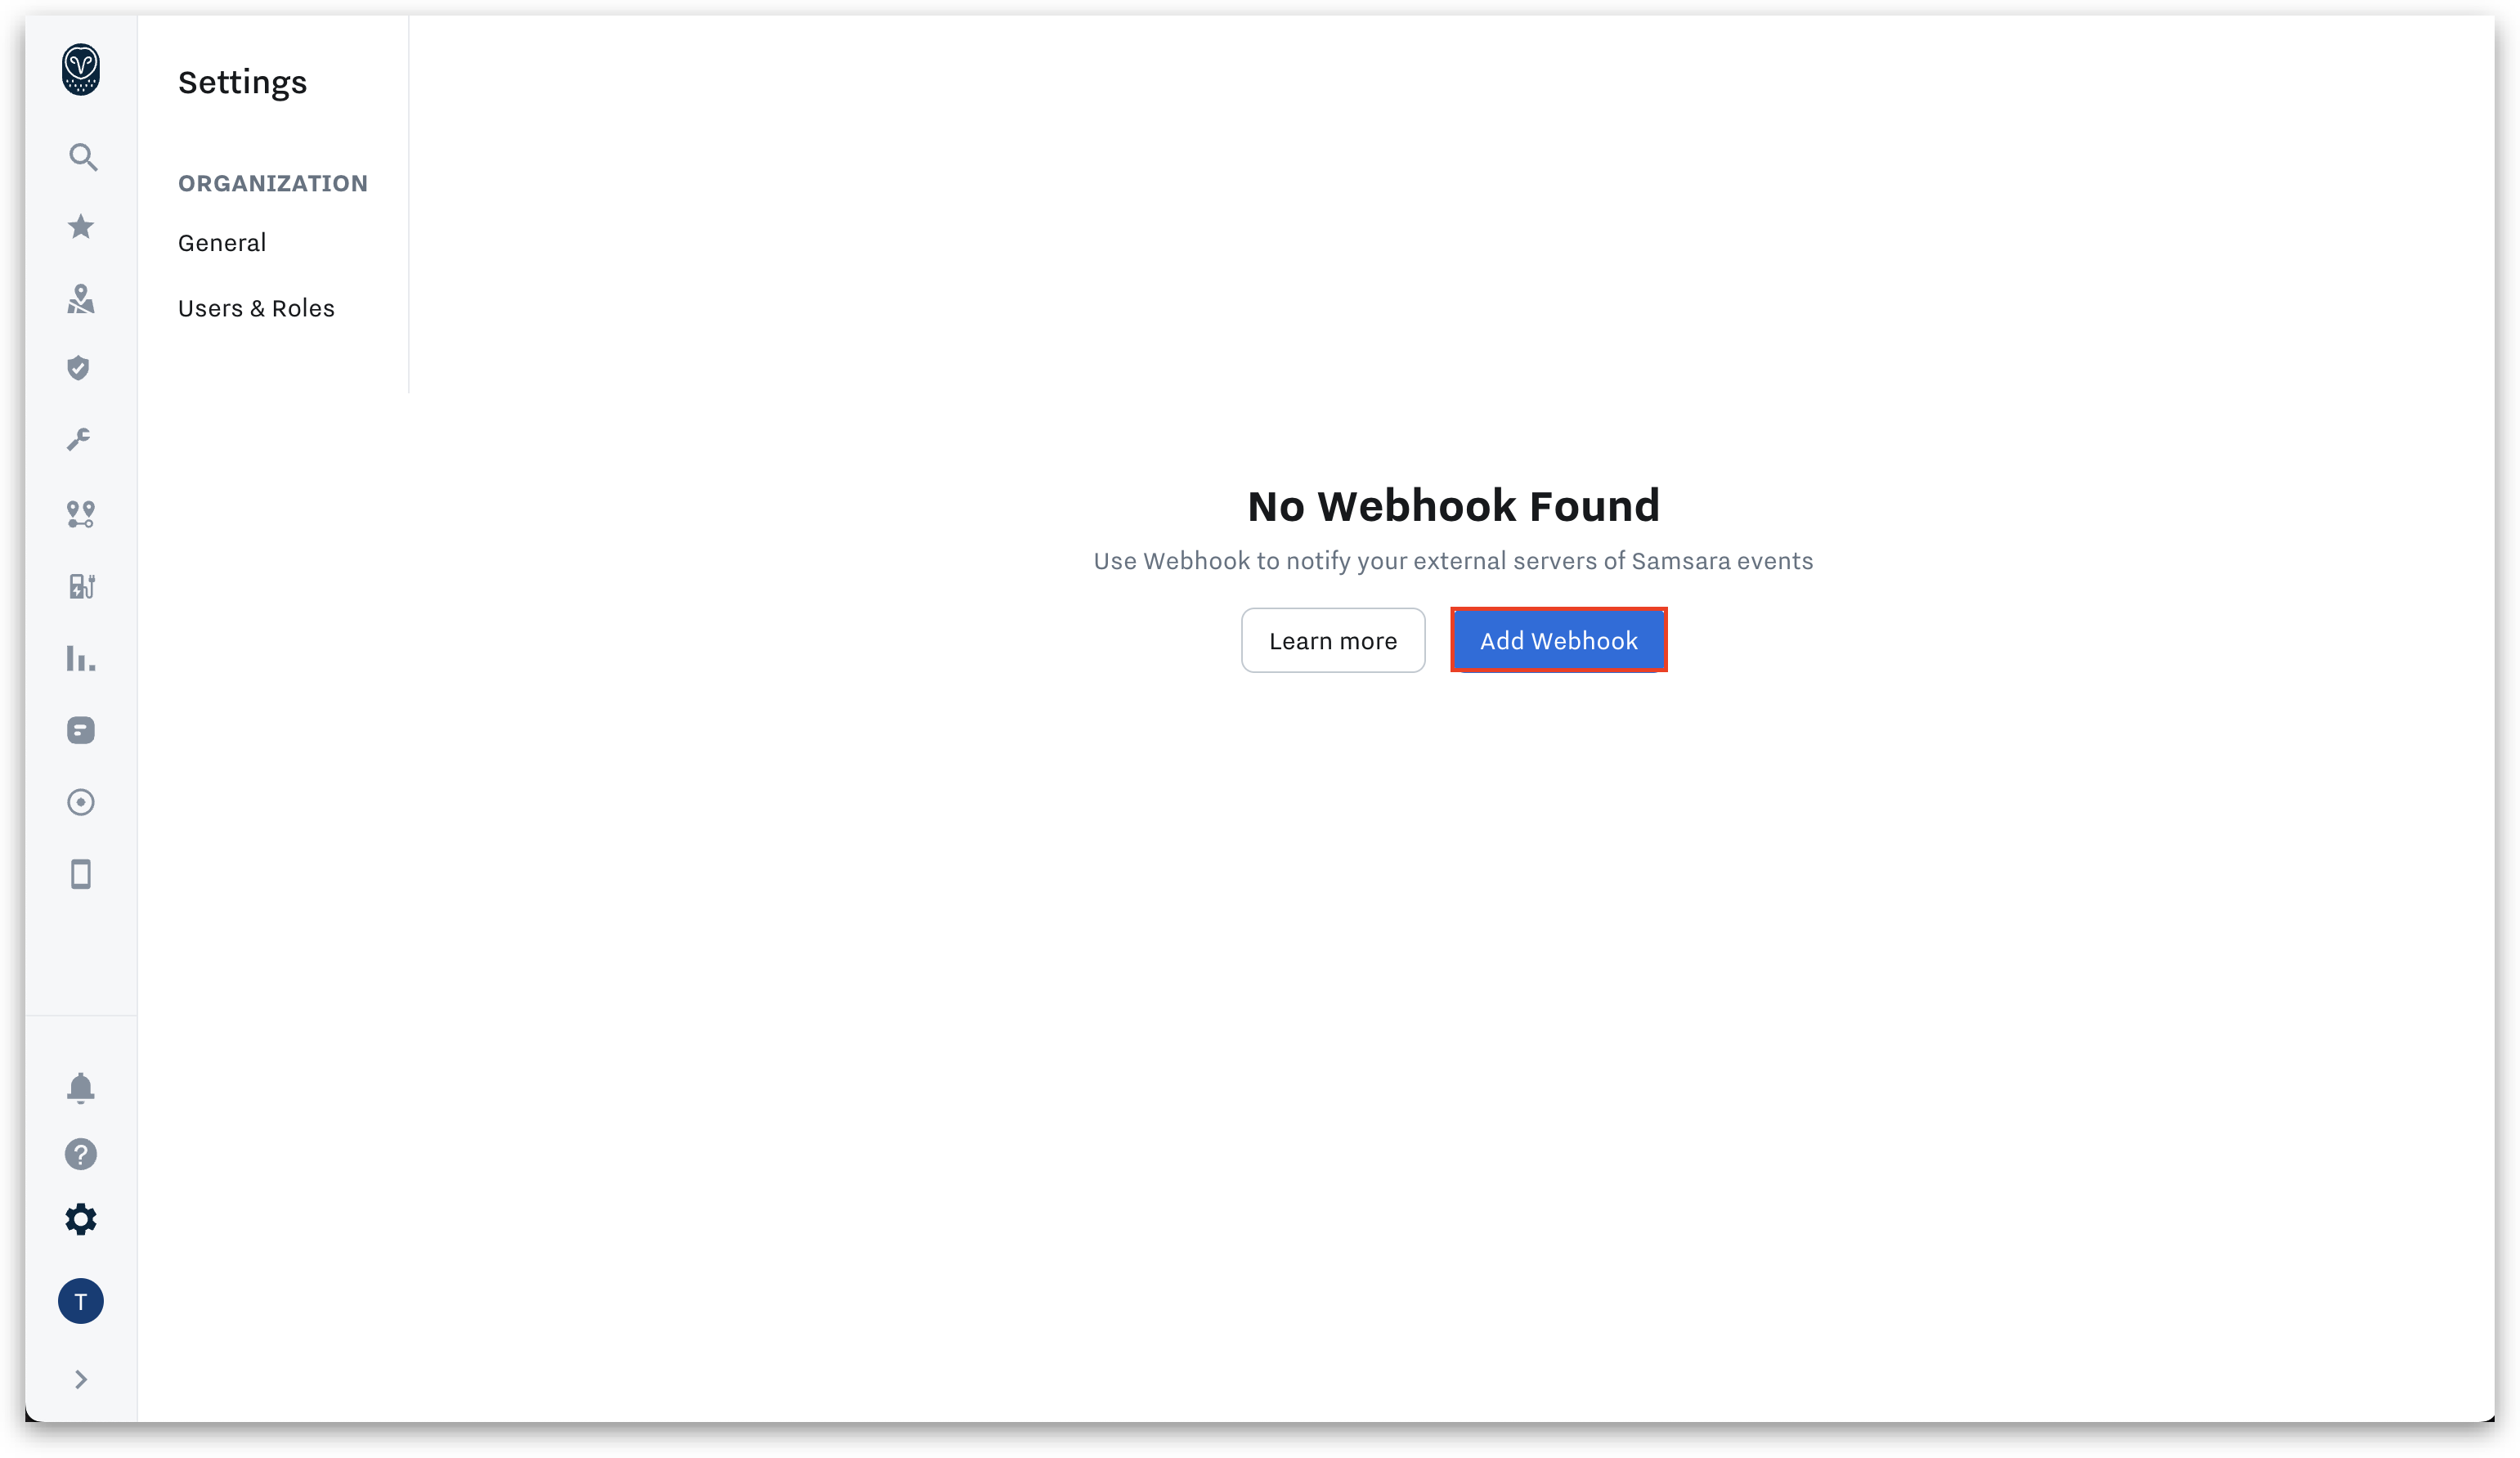 Settings
ORGANIZATION
General
Users & Roles
No Webhook Found
Use Webhook to notify your external servers of Samsara events
Learn more
Add Webhook
T